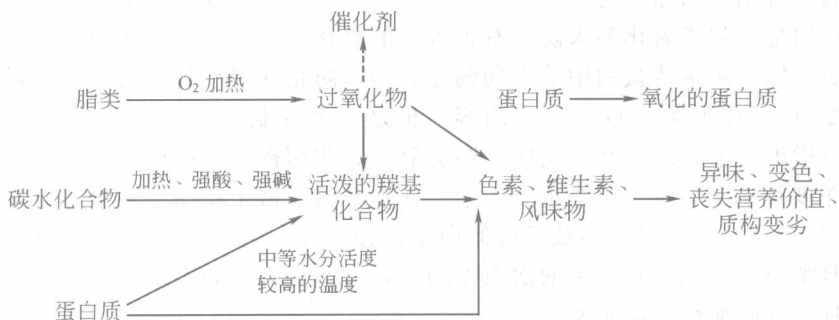 催化剂
O₂ 加热
脂类
过氧化物
蛋白质
氧化的蛋白质
加热、强酸、强碱
碳水化合物
活泼的羰基
化合物
色素、维生素、
风味物
异味、变色、
丧失营养价值、
质构变劣
中等水分活度
较高的温度
蛋白质